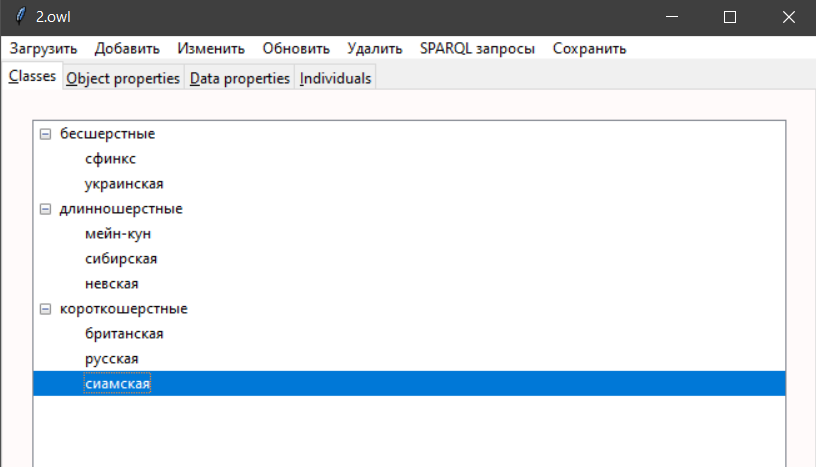 2.owl
Загрузить Добавить Изменить Обновить Удалить SPARQL запросы Сохранить
Classes Object properties Data properties Individuals
бесшерстные
сфинкс
украинская
длинношерстные
мейн-кун
сибирская
невская
короткошерстные
британская
русская
сиамская